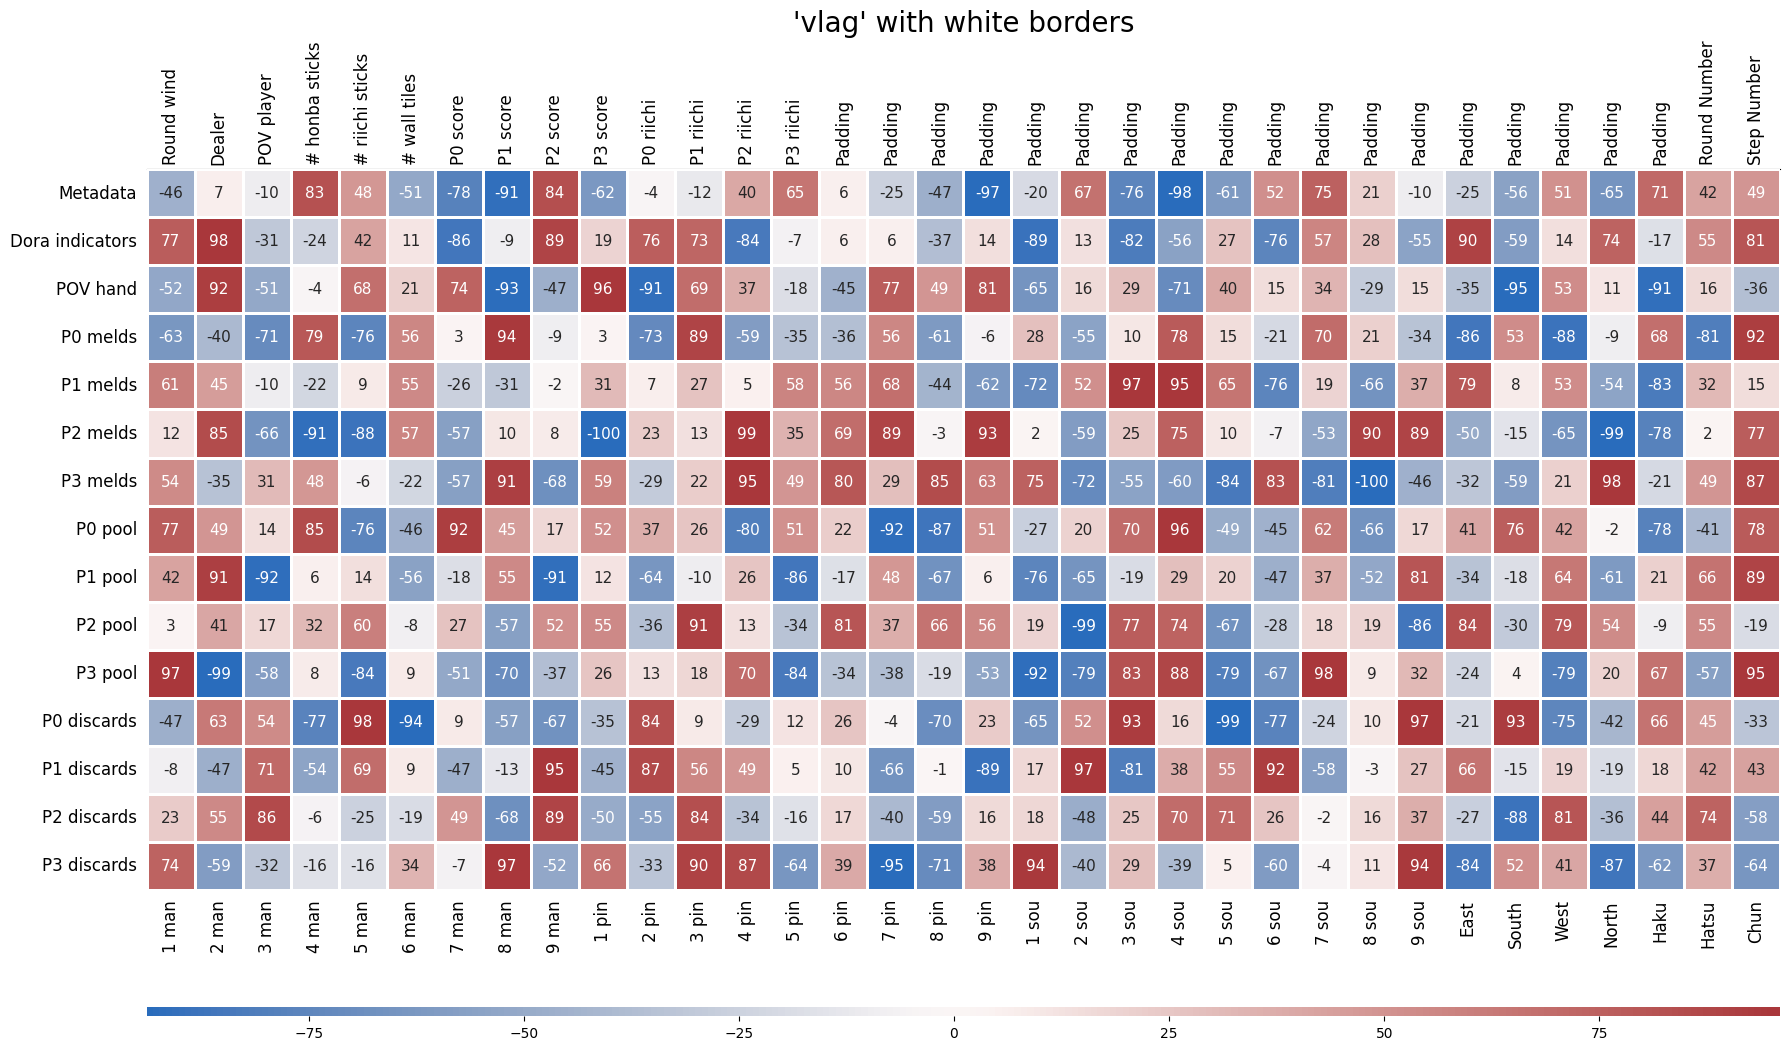 'vlag' with white borders
Round wind Dealer POV player # honba sticks # riichi sticks # wall tiles P0 score P1 score P2 score P3 score P0 riichi P1 riichi P2 riichi P3 riichi Padding Padding Padding Padding Padding Padding Padding Padding Padding Padding Padding Padding Padding Padding Padding Padding Padding Padding Round Number Step Number
Metadata -46 7 -10 83 48 -51 -78 -91 84 -62 -4 -12 40 65 6 -25 -47 -97 -20 67 -76 -98 -61 52 75 21 -10 -25 -56 51 -65 71 42 49
Dora indicators 77 98 -31 -24 42 11 -86 -9 89 19 76 73 -84 -7 6 6 -37 14 -89 13 -82 -56 27 -76 57 28 -55 90 -59 14 74 -17 55 81
POV hand -52 92 -51 -4 68 21 74 -93 -47 96 -91 69 37 -18 -45 77 49 81 -65 16 29 -71 40 15 34 -29 15 -35 -95 53 11 -91 16 -36
P0 melds -63 -40 -71 79 -76 56 3 94 -9 3 -73 89 -59 -35 -36 56 -61 -6 28 -55 10 78 15 -21 70 21 -34 -86 53 -88 -9 68 -81 92
P1 melds 61 45 -10 -22 9 55 -26 -31 -2 31 7 27 5 58 56 68 -44 -62 -72 52 97 95 65 -76 19 -66 37 79 8 53 -54 -83 32 15
P2 melds 12 85 -66 -91 -88 57 -57 10 8 -100 23 13 99 35 69 89 -3 93 2 -59 25 75 10 -7 -53 90 89 -50 -15 -65 -99 -78 2 77
P3 melds 54 -35 31 48 -6 -22 -57 91 -68 59 -29 22 95 49 80 29 85 63 75 -72 -55 -60 -84 83 -81 -100 -46 -32 -59 21 98 -21 49 87
P0 pool 77 49 14 85 -76 -46 92 45 17 52 37 26 -80 51 22 -92 -87 51 -27 20 70 96 -49 -45 62 -66 17 41 76 42 -2 -78 -41 78
P1 pool 42 91 -92 6 14 -56 -18 55 -91 12 -64 -10 26 -86 -17 48 -67 6 -76 -65 -19 29 20 -47 37 -52 81 -34 -18 64 -61 21 66 89
P2 pool 3 41 17 32 60 -8 27 -57 52 55 -36 91 13 -34 81 37 66 56 19 -99 77 74 -67 -28 18 19 -86 84 -30 79 54 -9 55 -19
P3 pool 97 -99 -58 8 -84 9 -51 -70 -37 26 13 18 70 -84 -34 -38 -19 -53 -92 -79 83 88 -79 -67 98 9 32 -24 4 -79 20 67 -57 95
P0 discards -47 63 54 -77 98 -94 9 -57 -67 -35 84 9 -29 12 26 -4 -70 23 -65 52 93 16 -99 -77 -24 10 97 -21 93 -75 -42 66 45 -33
P1 discards -8 -47 71 -54 69 9 -47 -13 95 -45 87 56 49 5 10 -66 -1 -89 17 97 -81 38 55 92 -58 -3 27 66 -15 19 -19 18 42 43
P2 discards 23 55 86 -6 -25 -19 49 -68 89 -50 -55 84 -34 -16 17 -40 -59 16 18 -48 25 70 71 26 -2 16 37 -27 -88 81 -36 44 74 -58
P3 discards 74 -59 -32 -16 -16 34 -7 97 -52 66 -33 90 87 -64 39 -95 -71 38 94 -40 29 -39 5 -60 -4 11 94 -84 52 41 -87 -62 37 -64
1 man 2 man 3 man 4 man 5 man 6 man 7 man 8 man 9 man 1 pin 2 pin 3 pin 4 pin 5 pin 6 pin 7 pin 8 pin 9 pin 1 sou 2 sou 3 sou 4 sou 5 sou 6 sou 7 sou 8 sou 9 sou East South West North Haku Hatsu Chun
−75 −50 −25 0 25 50 75